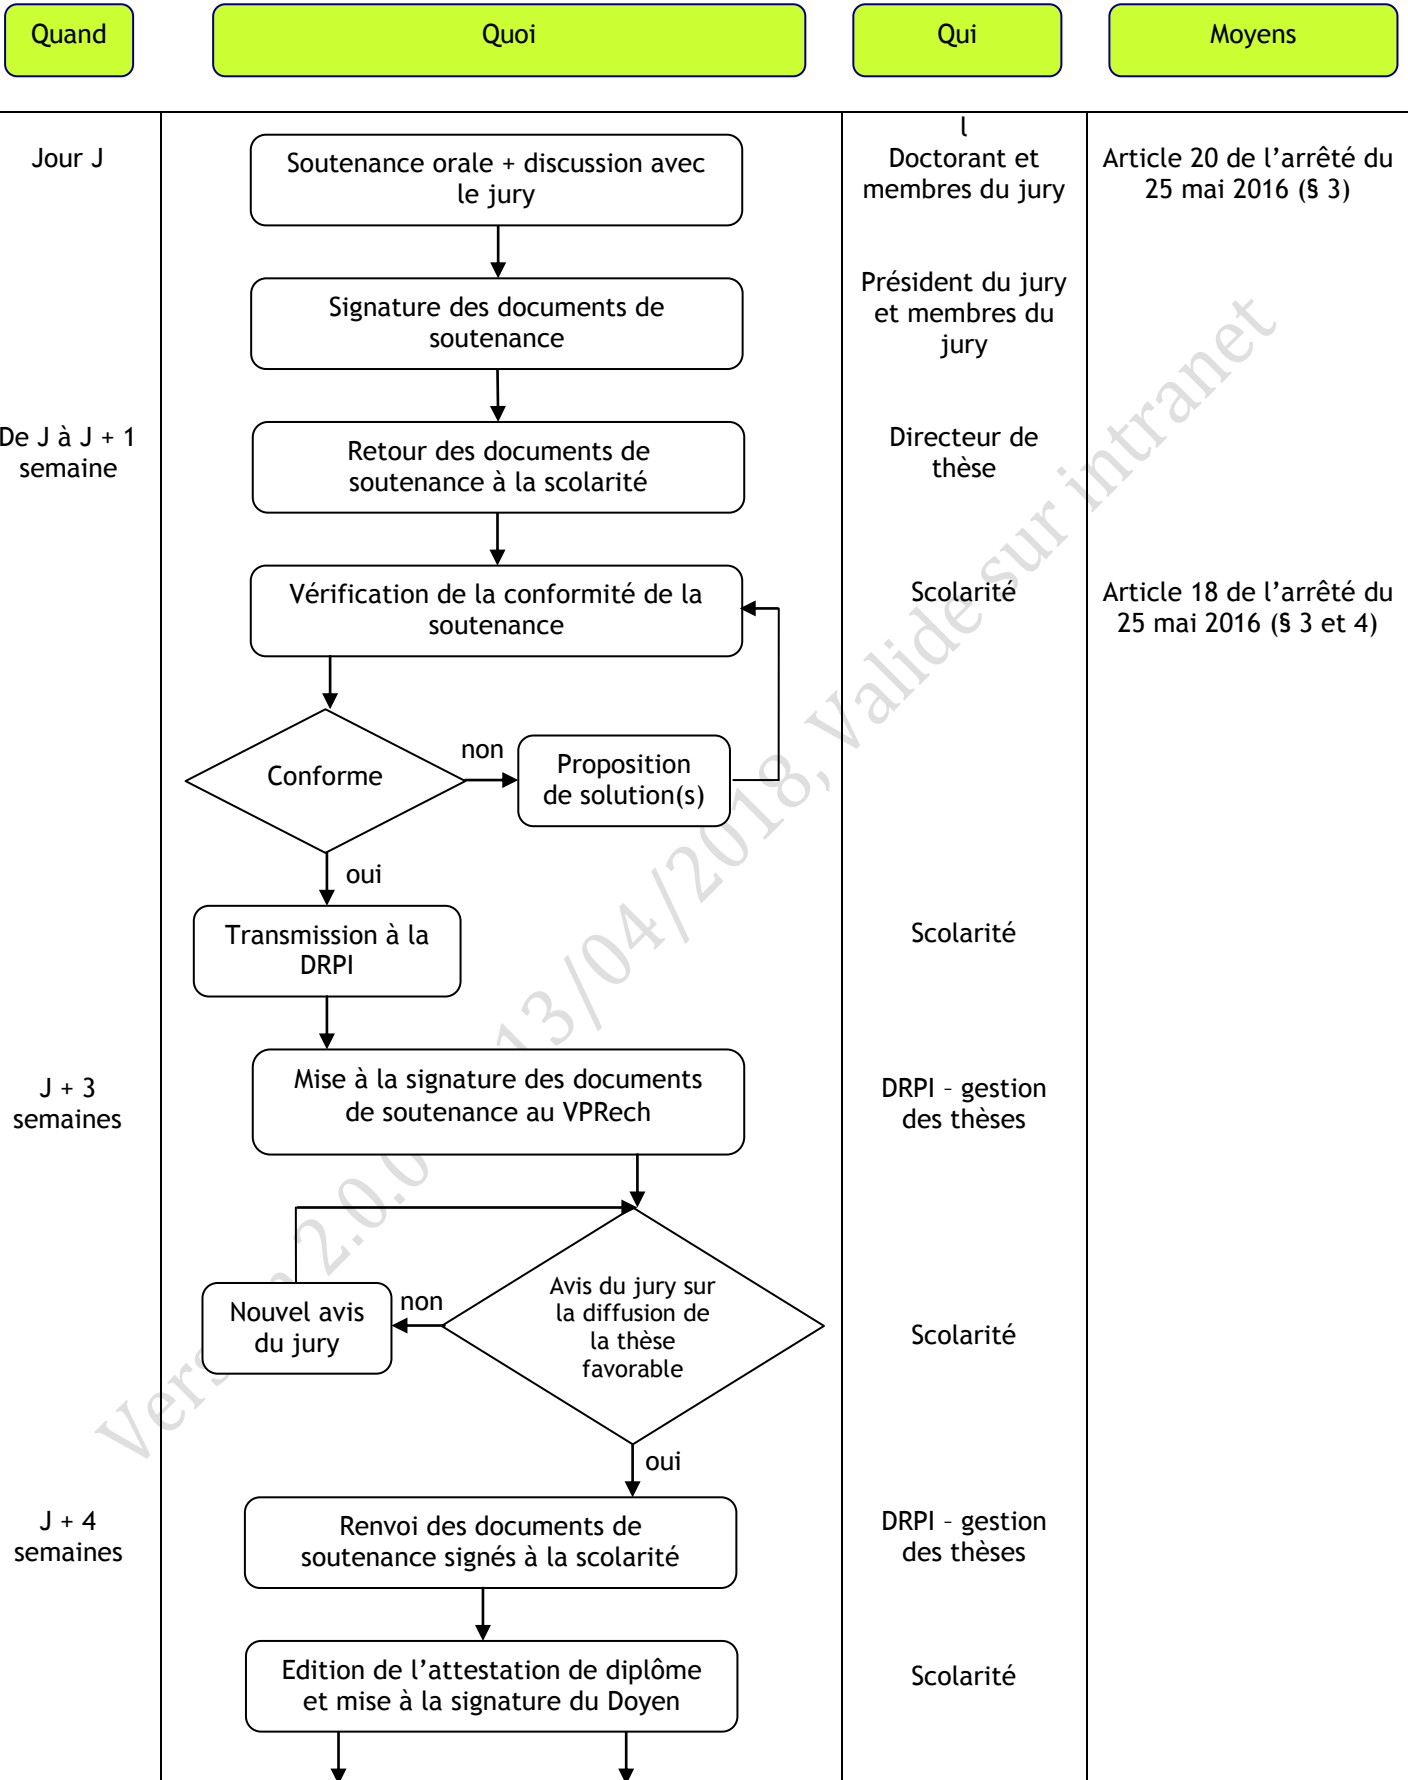 Quand
Quoi
Qui
Moyens
Jour J
Soutenance orale + discussion avec
le jury
l
Doctorant et
membres du jury
Article 20 de l’arrêté du
25 mai 2016 (§ 3)
Signature des documents de
soutenance
Président du jury
et membres du
jury
De J à J + 1
semaine
Retour des documents de
soutenance à la scolarité
Directeur de
thèse
Vérification de la conformité de la
soutenance
Scolarité
Article 18 de l’arrêté du
25 mai 2016 (§ 3 et 4)
Conforme
non
Proposition
de solution(s)
oui
Transmission à la
DRPI
Scolarité
J + 3
semaines
Mise à la signature des documents
de soutenance au VPRech
DRPI – gestion
des thèses
Avis du jury sur
la diffusion de
la thèse
favorable
non
Nouvel avis
du jury
Scolarité
oui
J + 4
semaines
Renvoi des documents de
soutenance signés à la scolarité
DRPI – gestion
des thèses
Edition de l’attestation de diplôme
et mise à la signature du Doyen
Scolarité
2.0.0 13/04/2018, Valide sur intranet